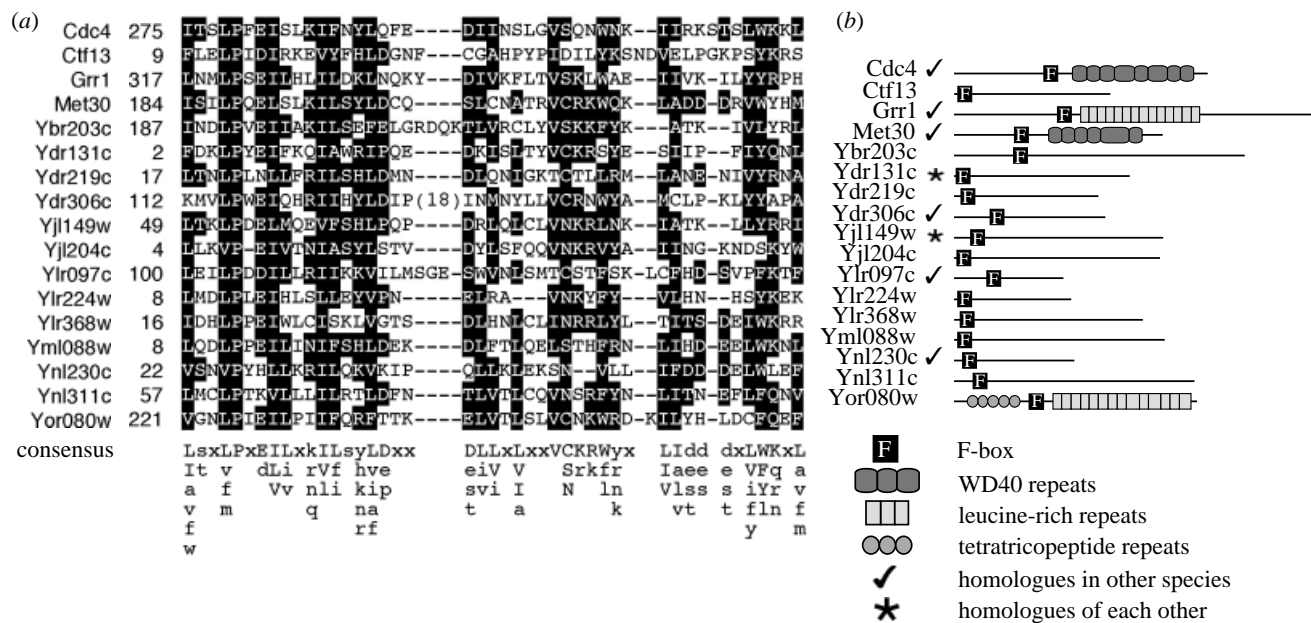 (a)
Cdc4 275 ITSLPFEISLKIFNYLQFE----DIINSLGVSQNWNK--IIRKSTSLWKKL
Ctf13 9 FLELPIDIRKEVYFHLDGNF---CGAHPYPIDILYKSNDVELPGKPSYKRS
Grr1 317 LNMLPSEILHLILDKLNQKY----DIVKFLTVSKLWAE--IIVK-ILYYRPH
Met30 184 ISILPQELSLKILSYLDCQ----SLCNATRVCRKWQK--LADD-DRVWYHM
Ybr203c 187 INDLPVEIIAKILSEFELGRDQKTLVRCLYVSKKFYK---ATK--IVLYRL
Ydr131c 2 FDKLPYEIFKQIAWRIPQE----DKISLTYVCKRSYE--SIIP--FIYQNL
Ydr219c 17 LTNLPLNLLFRILSHLDMN----DLQNIGKTCTLLRM--LANE-NIVYRNA
Ydr306c 112 KMVLPWEIQHRIIHYLDIP(18)INMNYLLVCRNWYA--MCLP-KLYYAPA
Yjl149w 49 LTKLPDELMQEVFSHLPQP----DRLQLCLVNKRLNK--IATK--LLYRRI
Yjl204c 4 LLKVP-EIVTNIASYLSTV----DYLSFQQVNKRVYA--IING-KNDSKYW
Ylr097c 100 LEILPDDILLRIIKKVILMSGE-SWVNLSMTCSTFSK-LCFHD-SVPFKTF
Ylr224w 8 LMDLPLEIHLSLLEYVPN-----ELRA---VNKYFY---VLHN--HSYKEK
Ylr368w 16 IDHLPPEIWLCISKLVGTS----DLHNLCLINRRLYL--TITS-DEIWKRR
Yml088w 8 LQDLPPEILINIFSHLDEK----DLFTLQELSTHFRN--LIHD-EELWKNL
Ynl230c 22 VSNVPYHLLKRILQKVKIP----QLLKLEKSN--VLL--IFDD-DELWLEF
Ynl311c 57 LMCLPTKVLLLILRTLDFN----TLVTLCQVNSRFYN--LITN-EFLFQNV
Yor080w 221 VGNLPIEILPIIFQRFTTK----ELVTLSLVCNKWRD-KILYH-LDCFQEF
consensus LsxLPxEILxkILsyLDxx DLLxLxxVCKRWyx LIdd dxLWKxL
It v dLi rVf hve eiV V Srkfr Iaee e VFq a
a f Vv nli kip svi I N ln Vlss s iYr v
v m q na t a k vt t fln f
f rf y m
w
(b)
Cdc4 ✓ F
Ctf13 F
Grr1 ✓ F
Met30 ✓ F
Ybr203c F
Ydr131c * F
Ydr219c F
Ydr306c ✓ F
Yjl149w * F
Yjl204c F
Ylr097c ✓ F
Ylr224w F
Ylr368w F
Yml088w F
Ynl230c ✓ F
Ynl311c F
Yor080w F
F F-box
WD40 repeats
leucine-rich repeats
tetratricopeptide repeats
✓ homologues in other species
* homologues of each other